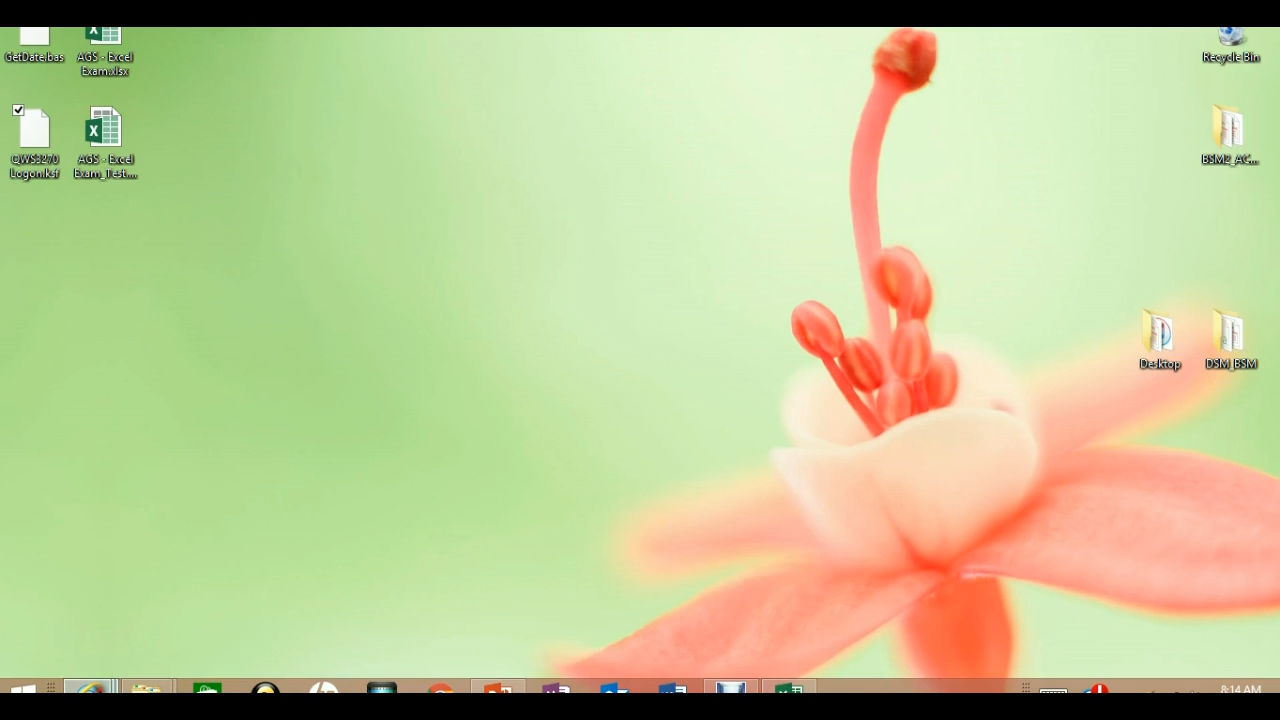 GetDate.bas
AGS - Excel
Exam.xlsx
Recycle Bin
QWS3270
Logon.ksf
AGS - Excel
Exam_Test....
BSM2_AC...
Desktop
DSM_BSM
8:14 AM